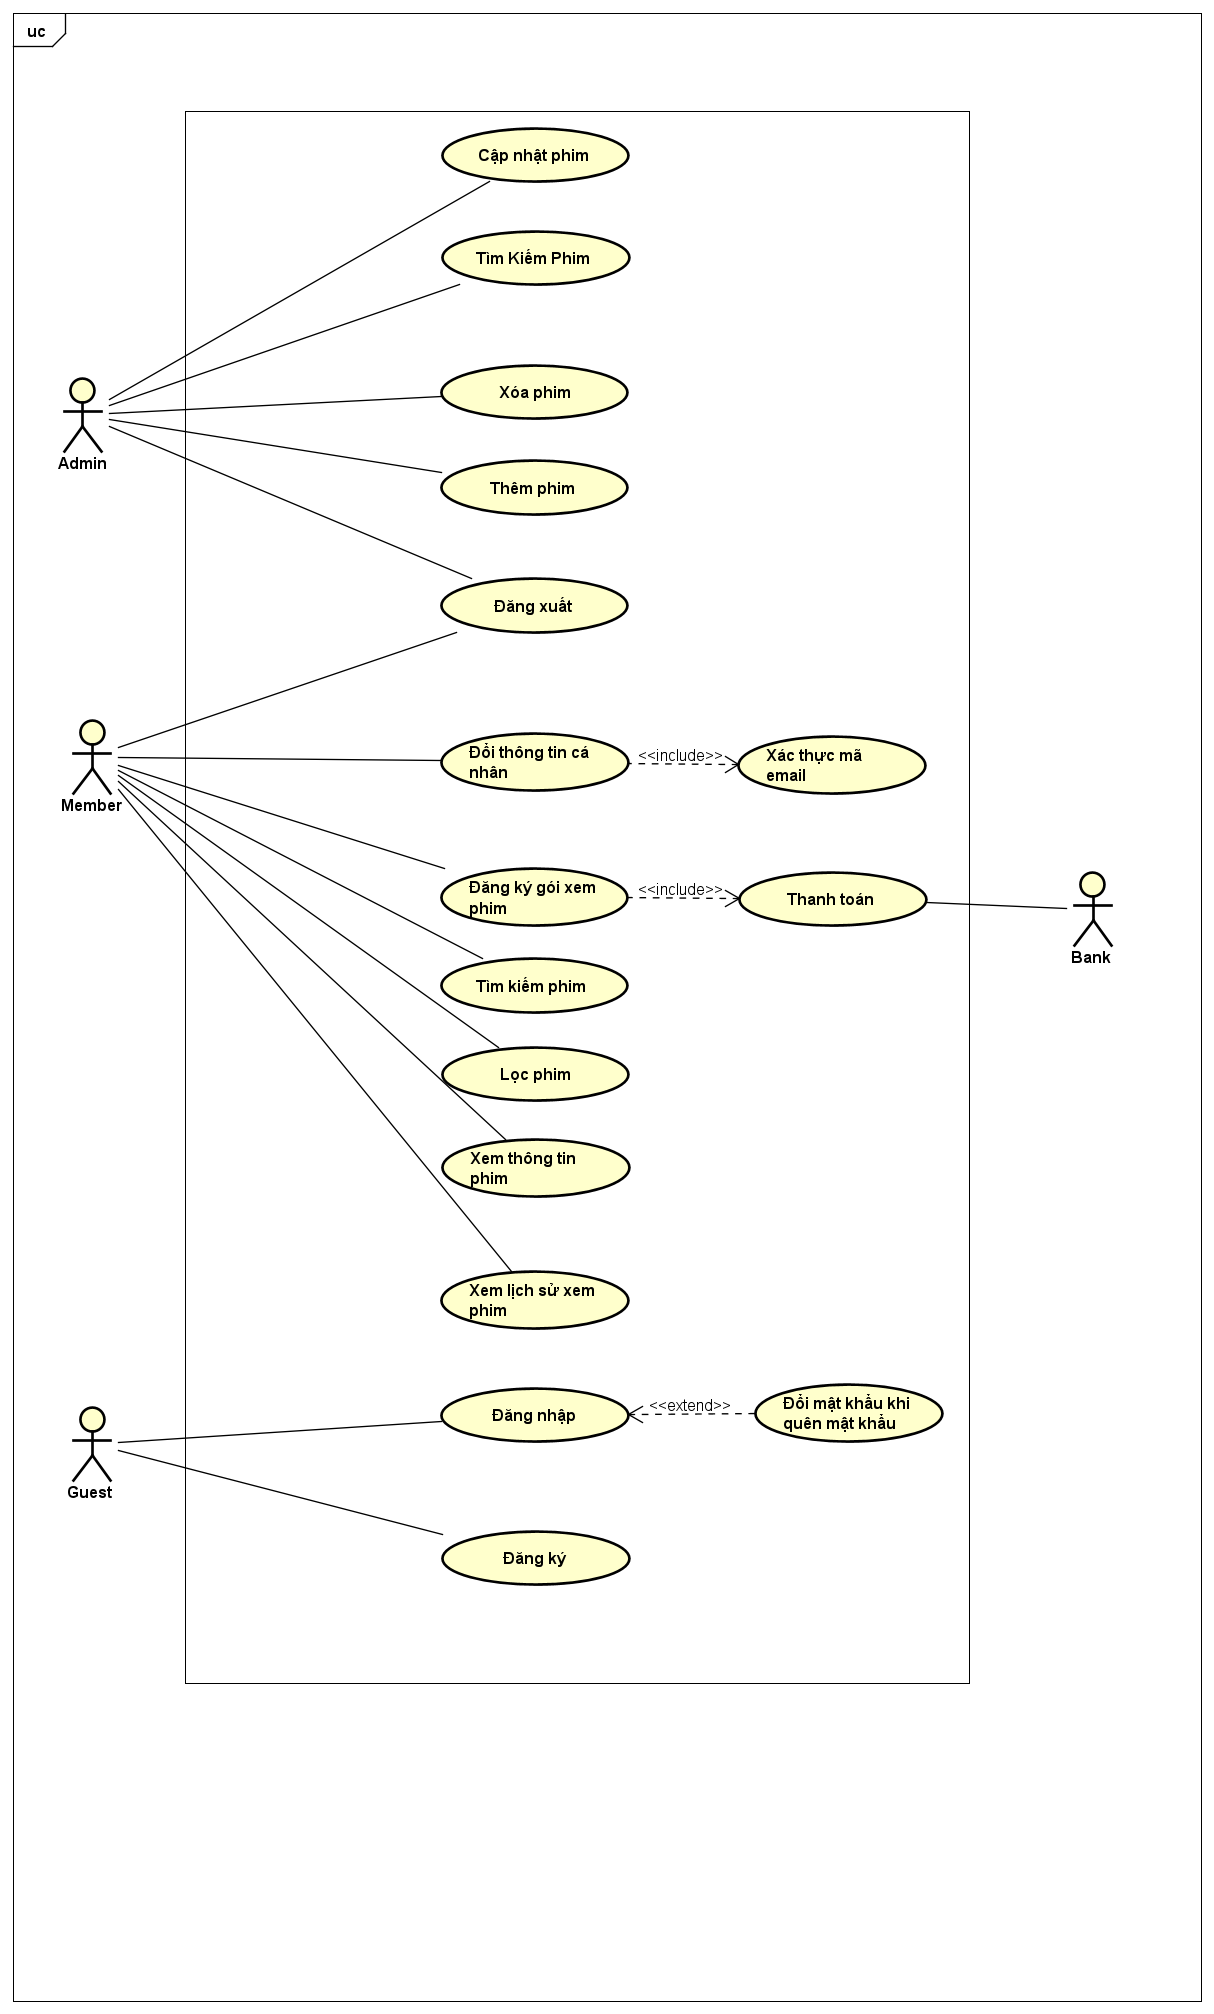 uc
Cập nhật phim
Tìm Kiếm Phim
Xóa phim
Admin
Thêm phim
Đăng xuất
Đổi thông tin cá
nhân
<<include>>
Xác thực mã
email
Member
Đăng ký gói xem
phim
<<include>>
Thanh toán
Bank
Tìm kiếm phim
Lọc phim
Xem thông tin
phim
Xem lịch sử xem
phim
Đăng nhập
<<extend>>
Đổi mật khẩu khi
quên mật khẩu
Guest
Đăng ký